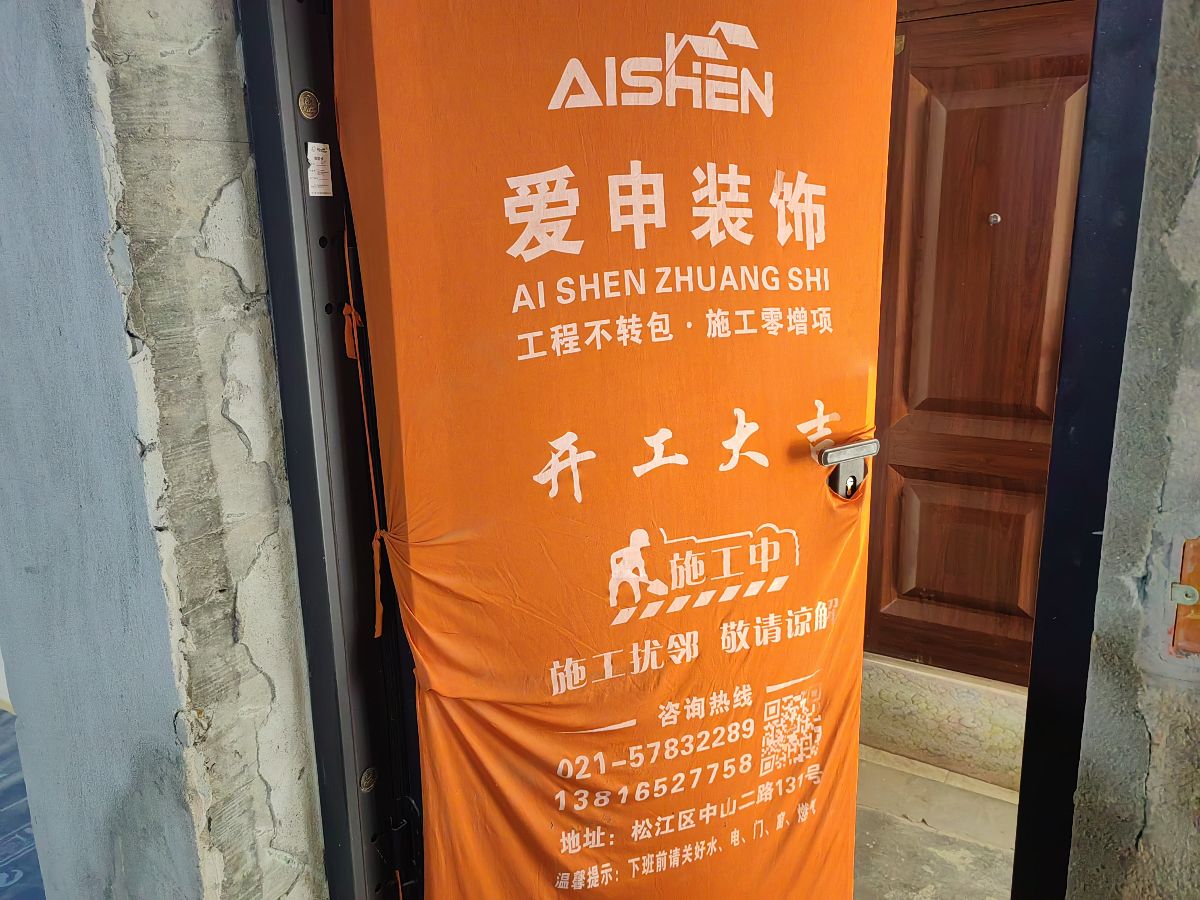 AISHEN
爱申装饰
AI SHEN ZHUANG SHI
工程不转包·施工零增项
开工大吉
施工中
施工扰邻 敬请谅解
咨询热线
021-57832289
13816527758
地址：松江区中山二路131号
温馨提示：下班前请关好水、电、门、窗、燃气